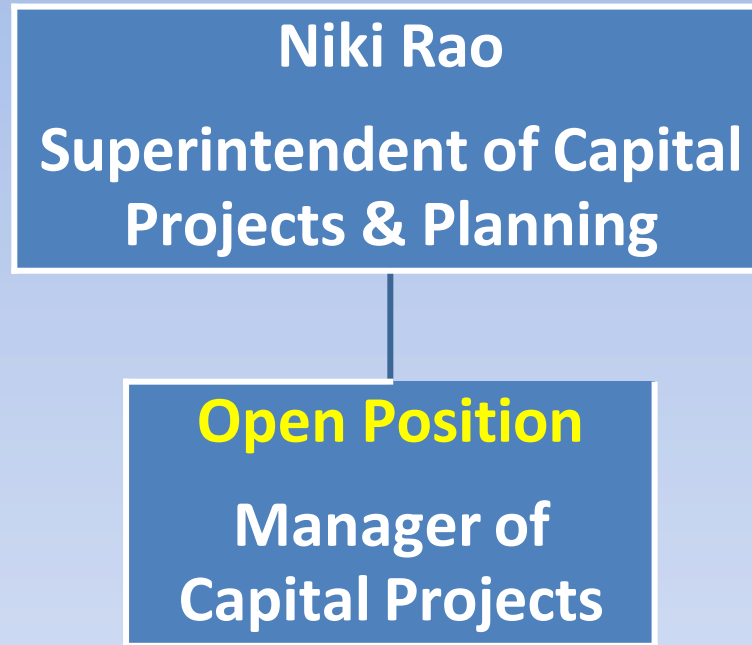 Niki Rao
Superintendent of Capital
Projects & Planning
Open Position
Manager of
Capital Projects